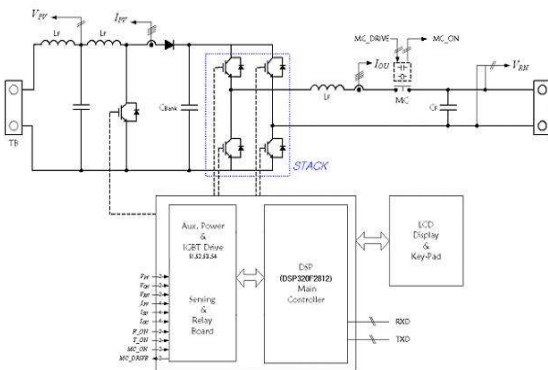 V_PV
I_PV
MC_DRIVE
MC_ON
LF
LF
I_OU
V_RN
LF
MC
CF
TB
CBank
STACK
Aux, Power
&
IGBT Drive
Sensing
&
Relay
Board
DSP
(DSP320F2812)
Main
Controller
LCD
Display
&
Key-Pad
RXD
TXD
MC_ON
MC_DRIVE